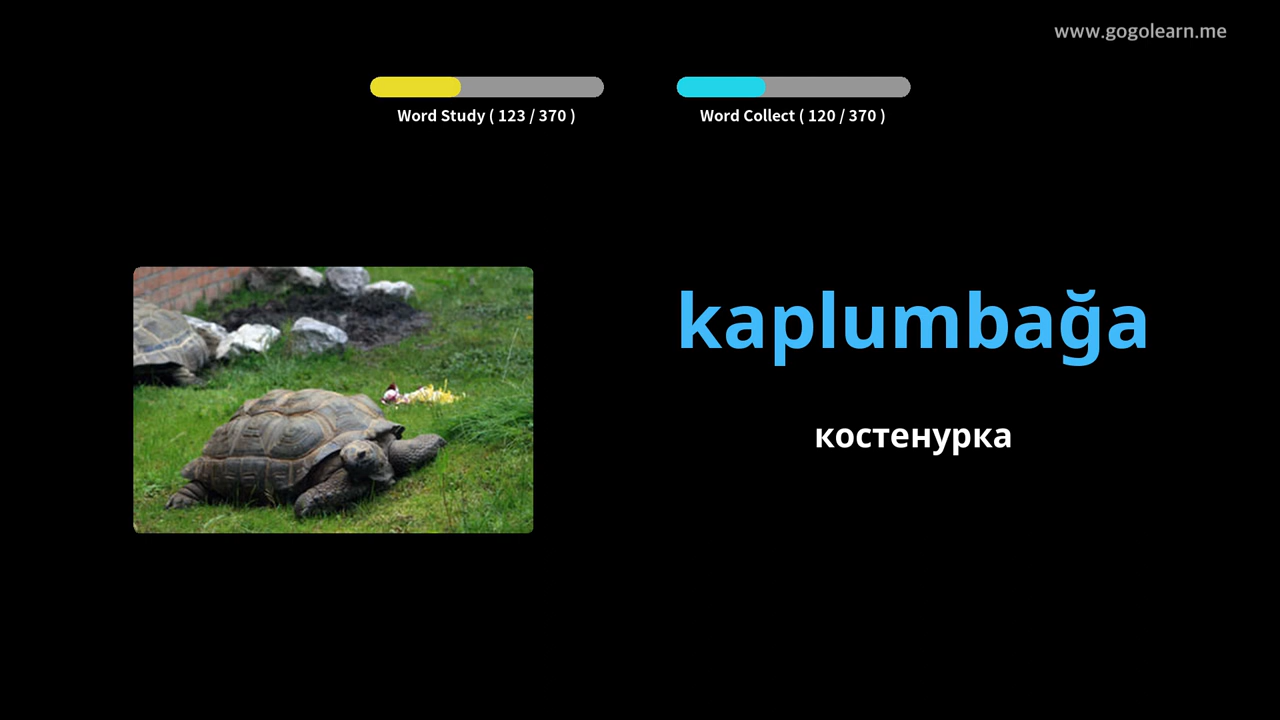 www.gogolearn.me
Word Study ( 123 / 370 )
Word Collect ( 120 / 370 )
kaplumbağa
костенурка